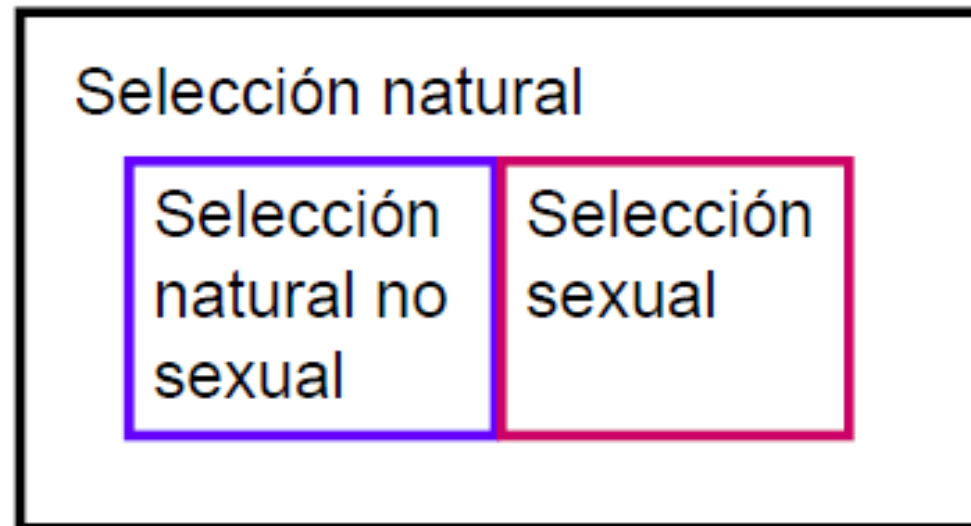 Selección natural
Selección
natural no
sexual
Selección
sexual